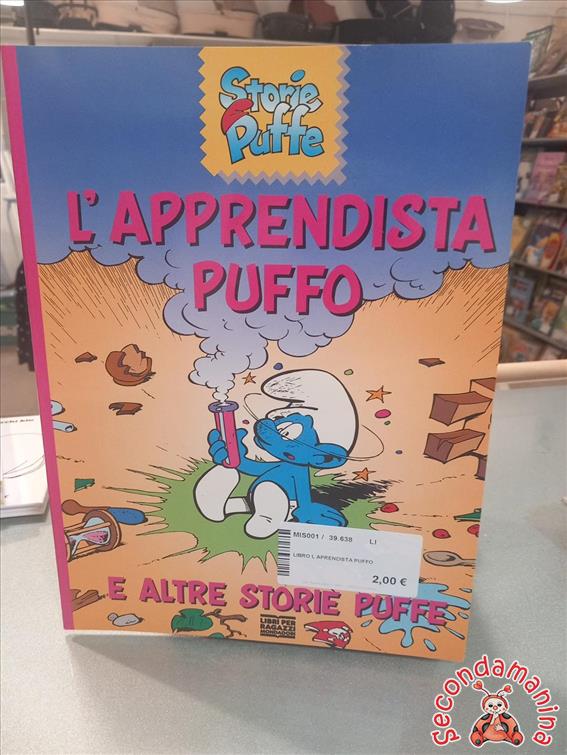 Storie
Puffe
L'APPRENDISTA
PUFFO
MIS001 / 39.638 LI
LIBRO L APRENDISTA PUFFO
2,00 €
E ALTRE STORIE PUFFE
LIBRI PER
RAGAZZI
MONDADORI
Secondamanina